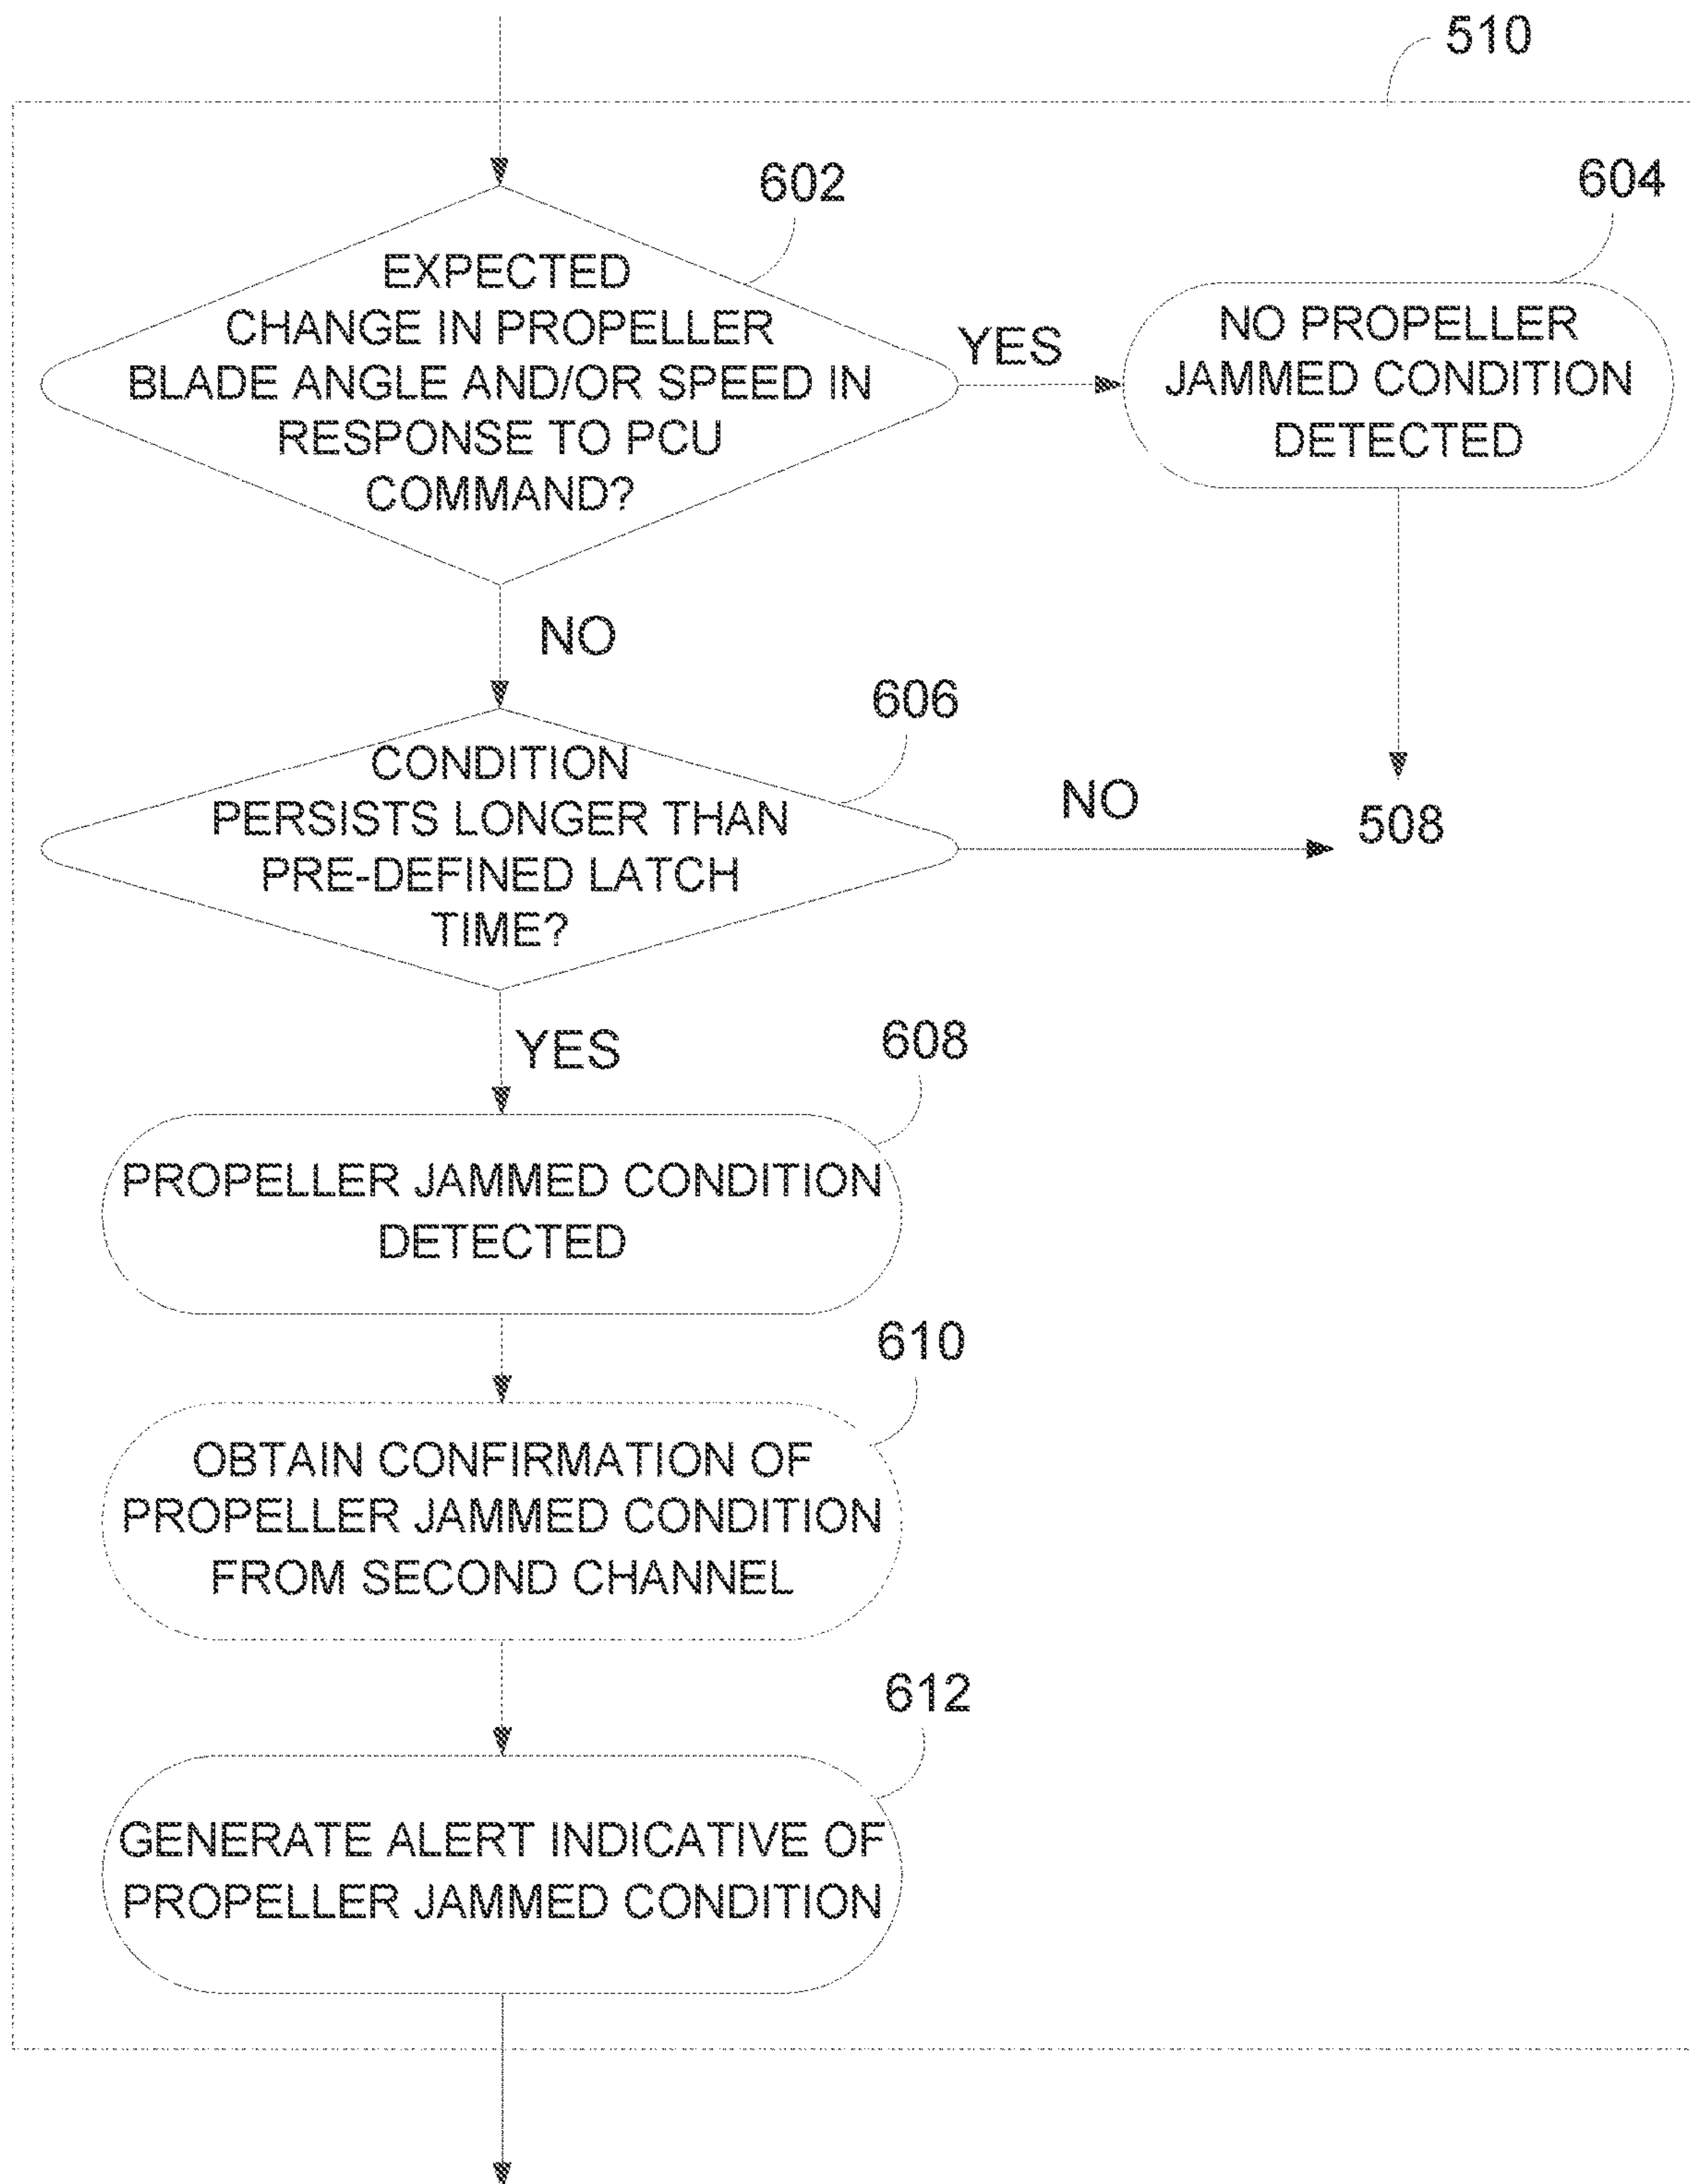 510
602
604
EXPECTED
CHANGE IN PROPELLER
BLADE ANGLE AND/OR SPEED IN
RESPONSE TO PCU
COMMAND?
YES
NO PROPELLER
JAMMED CONDITION
DETECTED
NO
606
CONDITION
PERSISTS LONGER THAN
PRE-DEFINED LATCH
TIME?
NO
508
YES
608
PROPELLER JAMMED CONDITION
DETECTED
610
OBTAIN CONFIRMATION OF
PROPELLER JAMMED CONDITION
FROM SECOND CHANNEL
612
GENERATE ALERT INDICATIVE OF
PROPELLER JAMMED CONDITION